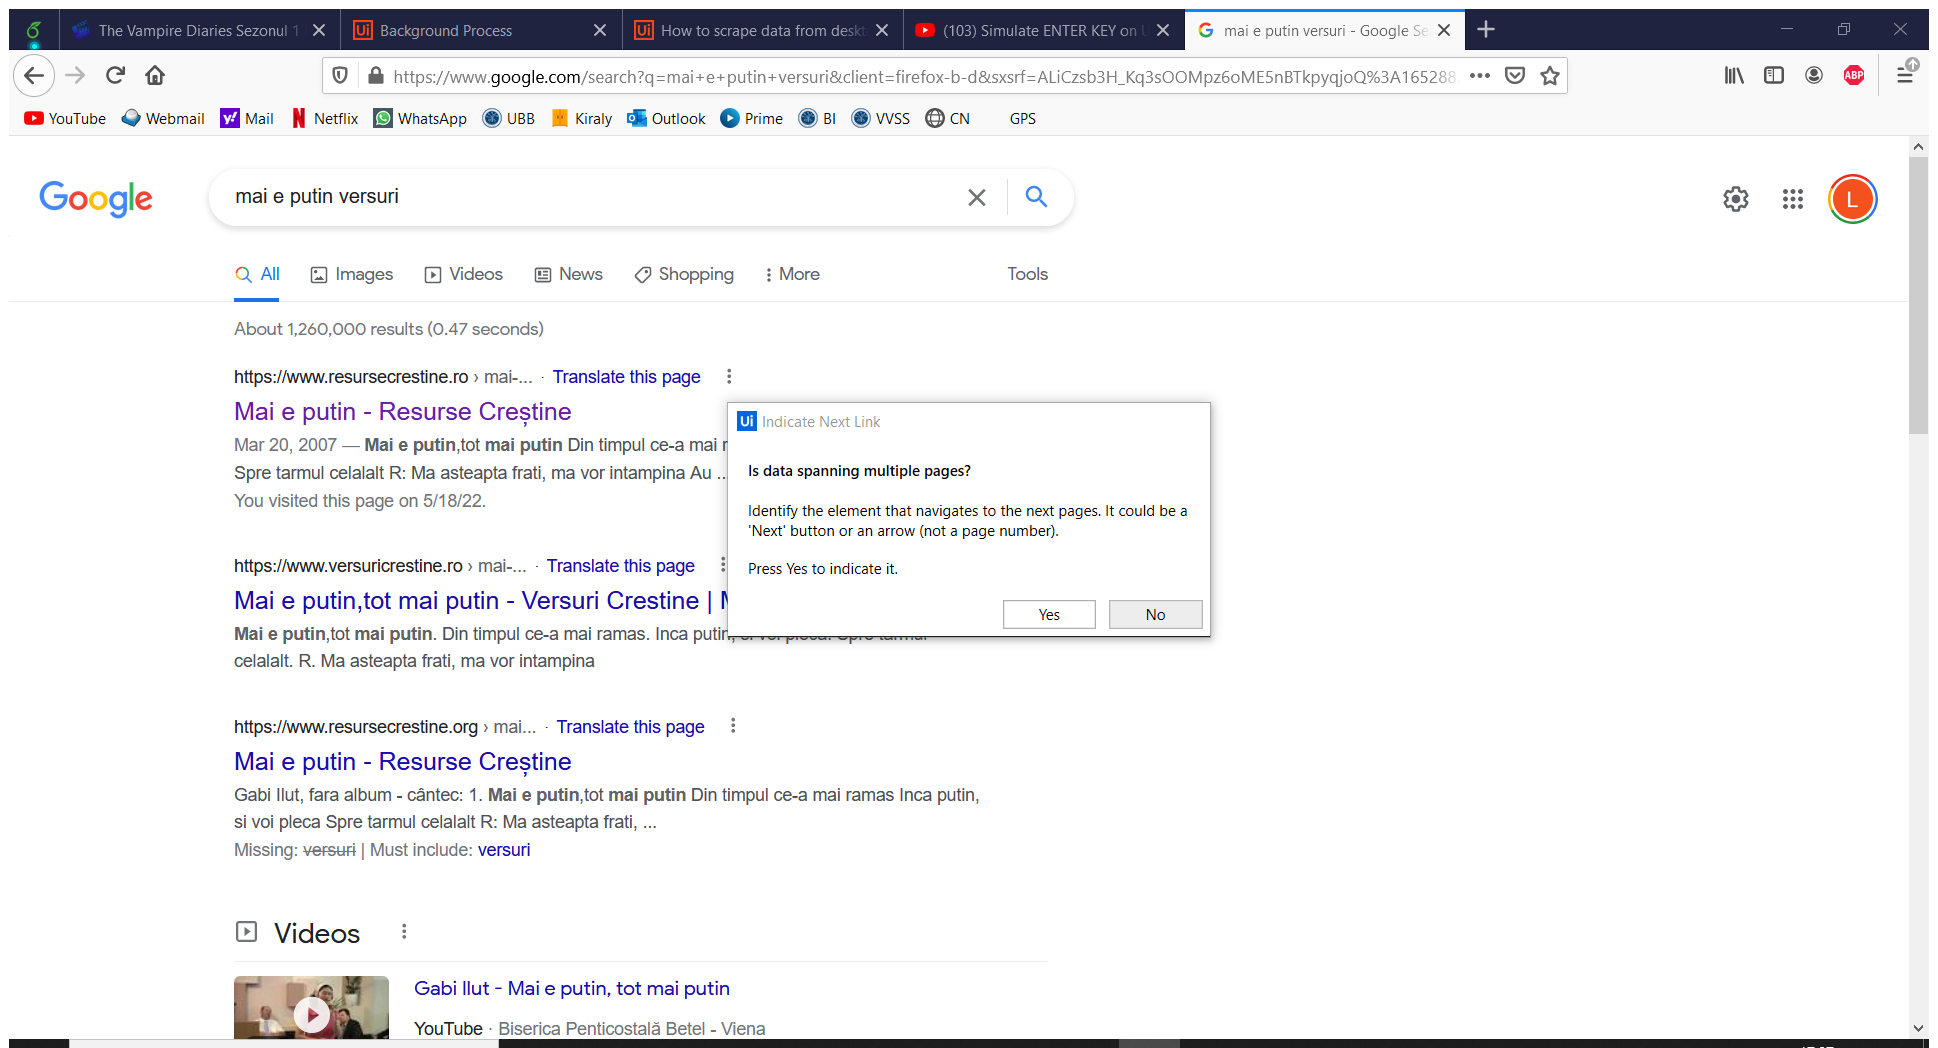 The Vampire Diaries Sezonul 1
Background Process
How to scrape data from deskt
(103) Simulate ENTER KEY on U
mai e putin versuri - Google Se
https://www.google.com/search?q=mai+e+putin+versuri&client=firefox-b-d&sxsrf=ALiCzsb3H_Kq3sOOMpz6oME5nBTkpyqjoQ%3A165288
ABP
YouTube Webmail Mail Netflix WhatsApp UBB Kiraly Outlook Prime BI VVSS CN GPS
Google
mai e putin versuri
L
All Images Videos News Shopping More Tools
About 1,260,000 results (0.47 seconds)
https://www.resursecrestine.ro › mai-... · Translate this page
Mai e putin - Resurse Creștine
Mar 20, 2007 — Mai e putin,tot mai putin Din timpul ce-a mai r
Spre tarmul celalalt R: Ma asteapta frati, ma vor intampina Au ...
You visited this page on 5/18/22.
https://www.versuricrestine.ro › mai-... · Translate this page
Mai e putin,tot mai putin - Versuri Crestine |
Mai e putin,tot mai putin. Din timpul ce-a mai ramas. Inca putin, si voi pleca. Spre tarmul
celalalt. R. Ma asteapta frati, ma vor intampina
https://www.resursecrestine.org › mai... · Translate this page
Mai e putin - Resurse Creștine
Gabi Ilut, fara album - cântec: 1. Mai e putin,tot mai putin Din timpul ce-a mai ramas Inca putin,
si voi pleca Spre tarmul celalalt R: Ma asteapta frati, ...
Missing: versuri | Must include: versuri
Videos
Gabi Ilut - Mai e putin, tot mai putin
YouTube · Biserica Penticostală Betel - Viena
Ui Indicate Next Link
Is data spanning multiple pages?
Identify the element that navigates to the next pages. It could be a
'Next' button or an arrow (not a page number).
Press Yes to indicate it.
Yes No